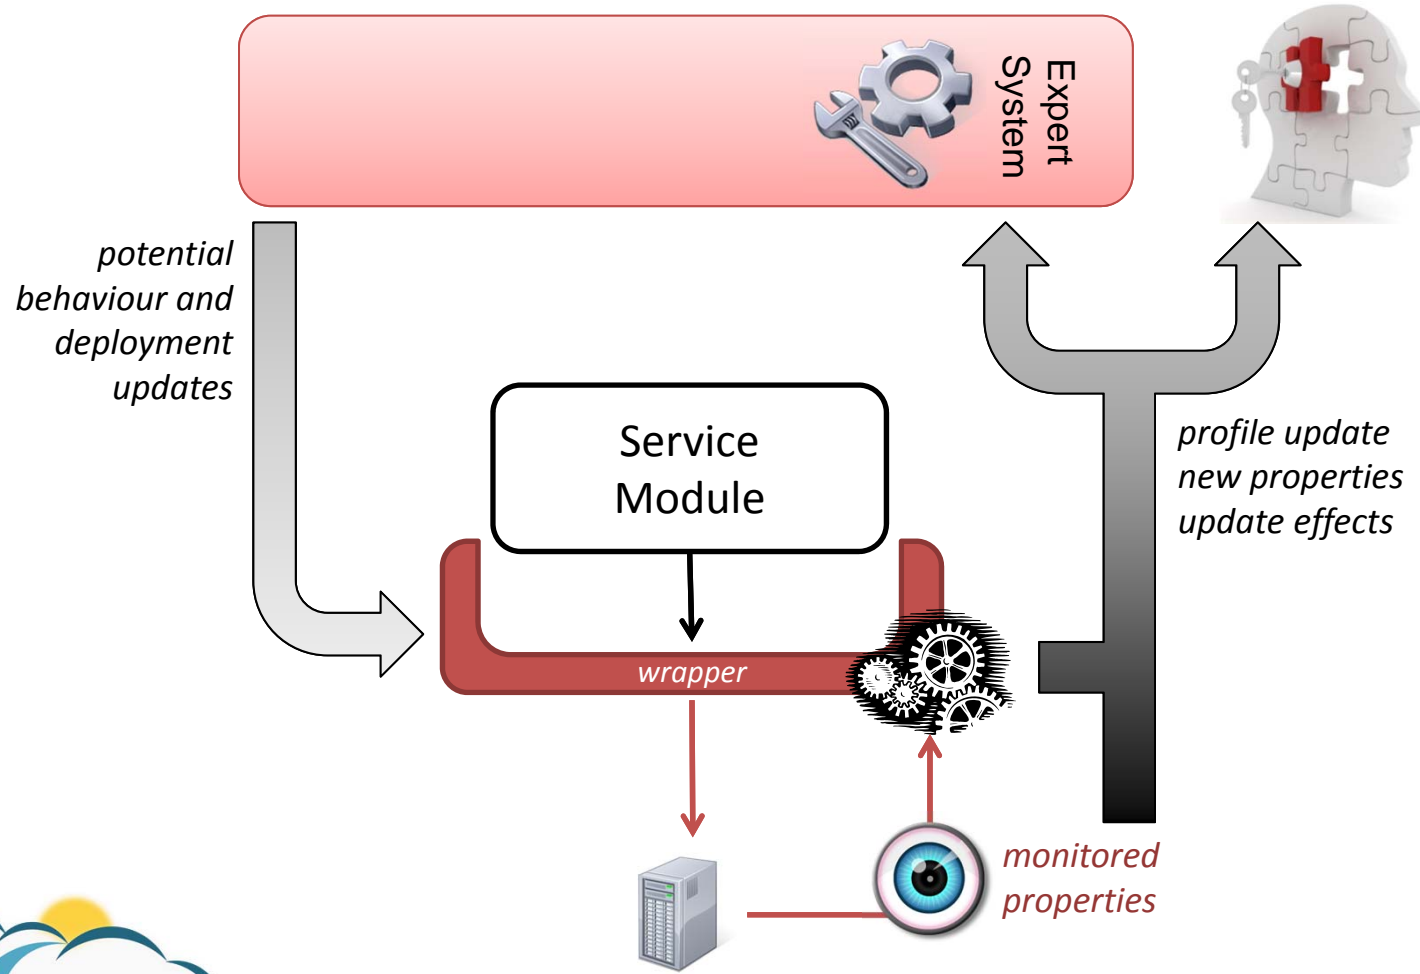 Expert
System
potential
behaviour and
deployment
updates
Service
Module
profile update
new properties
update effects
wrapper
monitored
properties